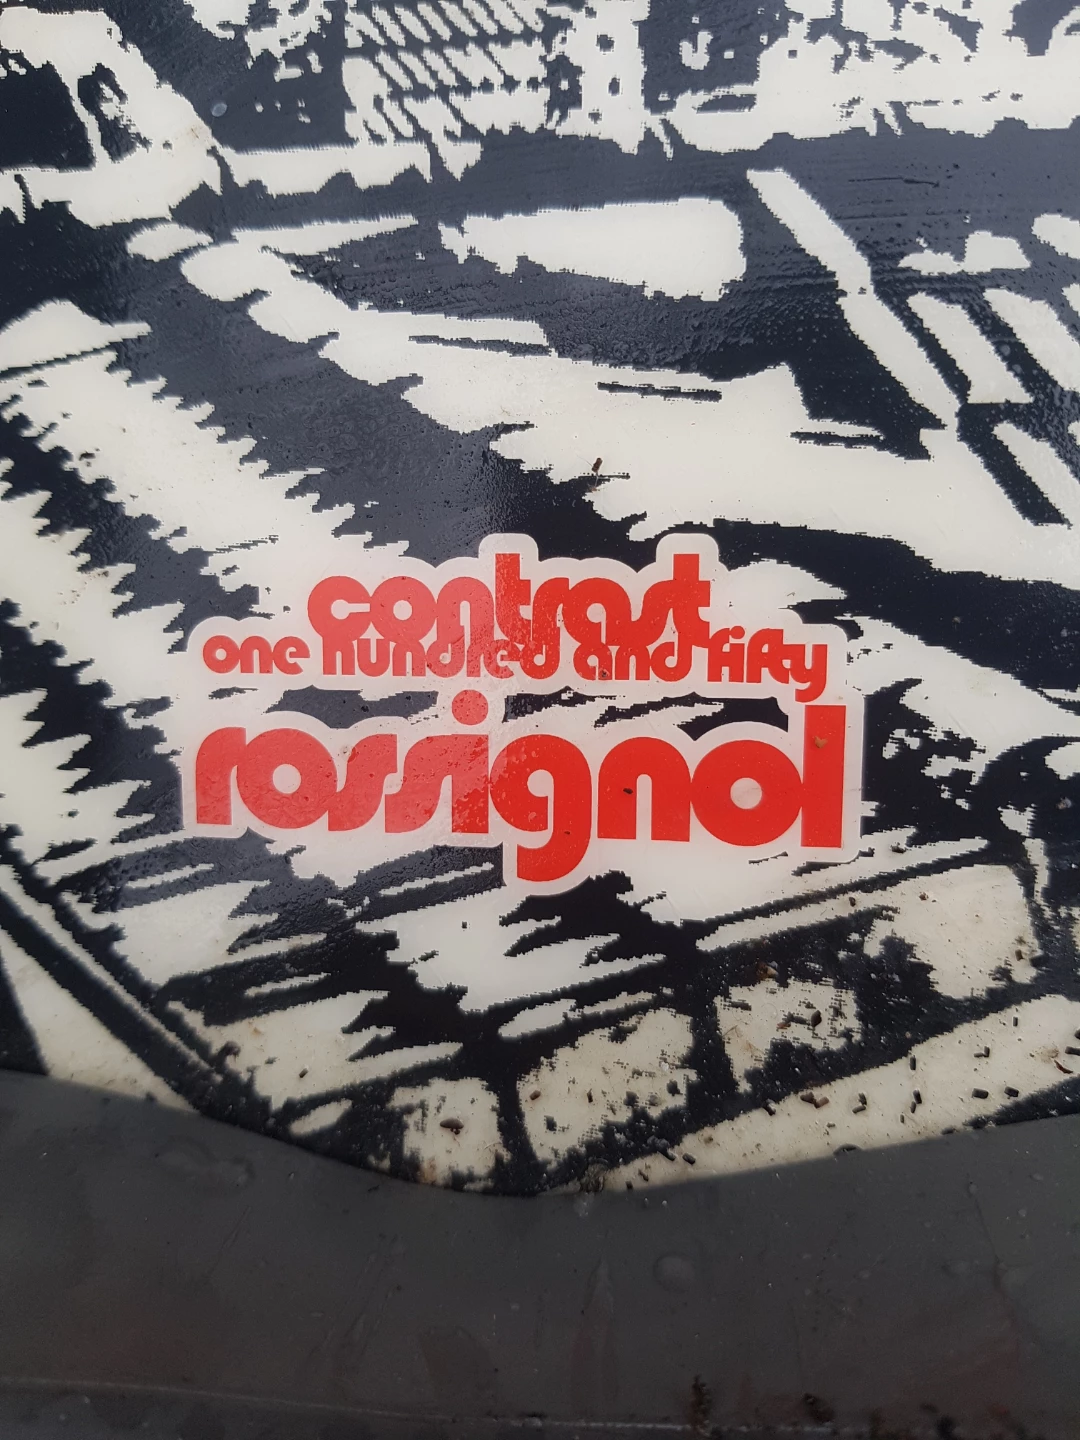 contrast
one hundred and fifty
rossignol